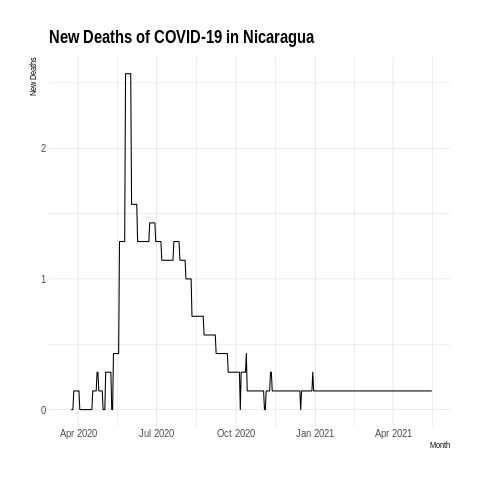 New Deaths of COVID-19 in Nicaragua
New Deaths
2
1
0
Apr 2020 Jul 2020 Oct 2020 Jan 2021 Apr 2021
Month